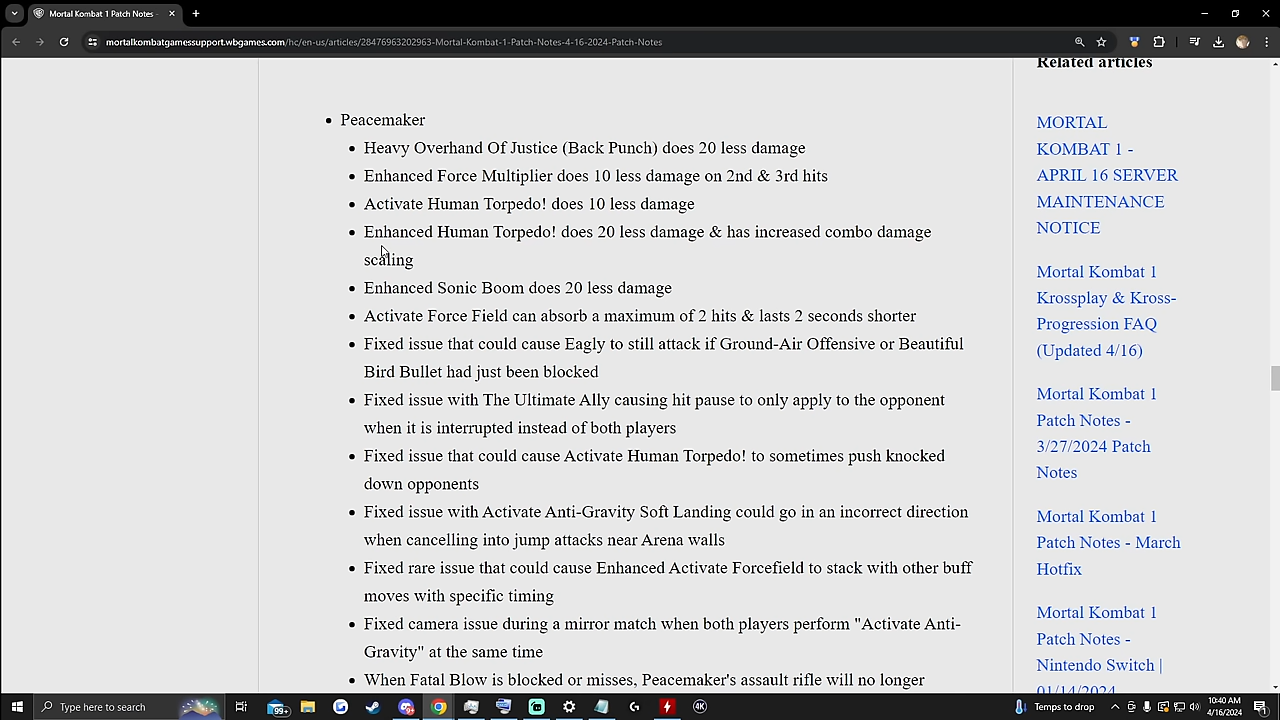 Mortal Kombat 1 Patch Notes -
mortalkombatgamessupport.wbgames.com/hc/en-us/articles/28476963202963-Mortal-Kombat-1-Patch-Notes-4-16-2024-Patch-Notes
Peacemaker
Heavy Overhand Of Justice (Back Punch) does 20 less damage
Enhanced Force Multiplier does 10 less damage on 2nd & 3rd hits
Activate Human Torpedo! does 10 less damage
Enhanced Human Torpedo! does 20 less damage & has increased combo damage
scaling
Enhanced Sonic Boom does 20 less damage
Activate Force Field can absorb a maximum of 2 hits & lasts 2 seconds shorter
Fixed issue that could cause Eagly to still attack if Ground-Air Offensive or Beautiful
Bird Bullet had just been blocked
Fixed issue with The Ultimate Ally causing hit pause to only apply to the opponent
when it is interrupted instead of both players
Fixed issue that could cause Activate Human Torpedo! to sometimes push knocked
down opponents
Fixed issue with Activate Anti-Gravity Soft Landing could go in an incorrect direction
when cancelling into jump attacks near Arena walls
Fixed rare issue that could cause Enhanced Activate Forcefield to stack with other buff
moves with specific timing
Fixed camera issue during a mirror match when both players perform "Activate Anti-
Gravity" at the same time
When Fatal Blow is blocked or misses, Peacemaker's assault rifle will no longer
Related articles
MORTAL
KOMBAT 1 -
APRIL 16 SERVER
MAINTENANCE
NOTICE
Mortal Kombat 1
Krossplay & Kross-
Progression FAQ
(Updated 4/16)
Mortal Kombat 1
Patch Notes -
3/27/2024 Patch
Notes
Mortal Kombat 1
Patch Notes - March
Hotfix
Mortal Kombat 1
Patch Notes -
Nintendo Switch |
01/14/2024
Type here to search
99+
4K
Temps to drop
10:40 AM
4/16/2024